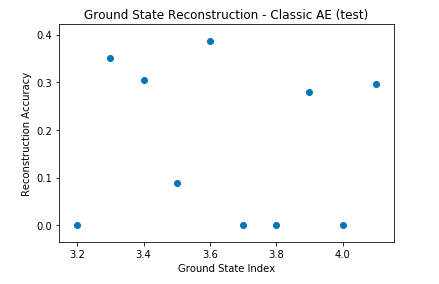 Ground State Reconstruction - Classic AE (test)
Reconstruction Accuracy
0.4
0.3
0.2
0.1
0.0
3.2 3.4 3.6 3.8 4.0
Ground State Index